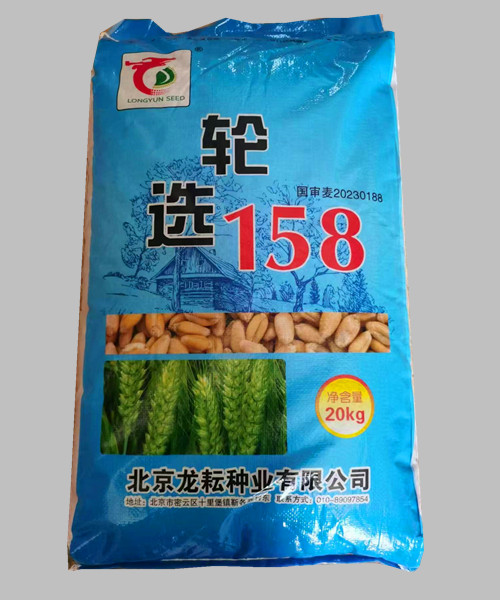 LONGYUN SEED
®
轮
选158
国审麦20230188
净含量
20kg
北京龙耘种业有限公司
地址：北京市密云区十里堡镇靳各 联系方式：010-89097854